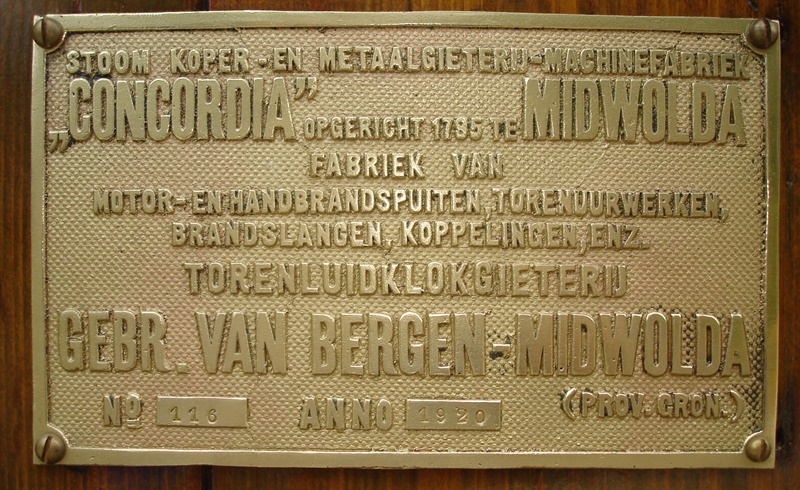 STOOM KOPER-EN METAALGIETERIJ-MACHINEFABRIEK
„CONCORDIA” OPGERICHT 1795 TE MIDWOLDA
FABRIEK VAN
MOTOR-EN HANDBRANDSPUITEN, TORENUURWERKEN,
BRANDSLANGEN, KOPPELINGEN, ENZ.
TORENLUIDKLOKGIETERIJ
GEBR. VAN BERGEN-MIDWOLDA
Nº 116 ANNO 1920 (PROV. GRON.)